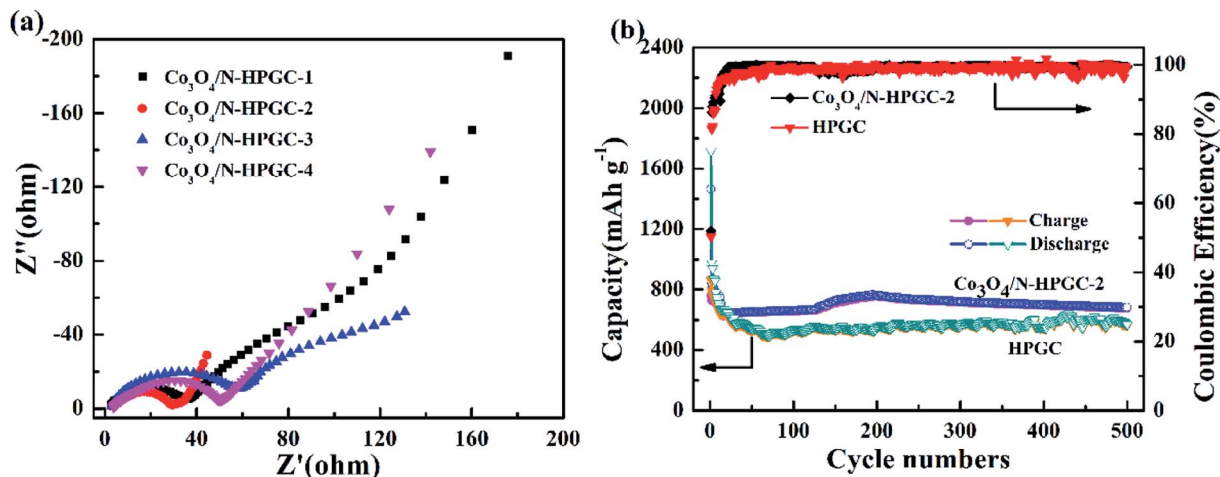 (a)
-200
-160
-120
-80
-40
0
Z''(ohm)
Co₃O₄/N-HPGC-1
Co₃O₄/N-HPGC-2
Co₃O₄/N-HPGC-3
Co₃O₄/N-HPGC-4
0 40 80 120 160 200
Z'(ohm)
(b)
2400
2000
1600
1200
800
400
0
Capacity(mAh g⁻¹)
Co₃O₄/N-HPGC-2
HPGC
Charge
Discharge
Co₃O₄/N-HPGC-2
HPGC
100
80
60
40
20
0
Coulombic Efficiency(%)
0 100 200 300 400 500
Cycle numbers